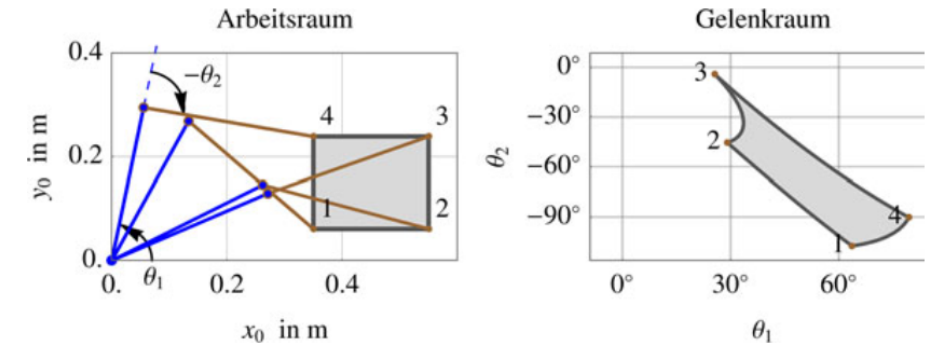 Arbeitsraum
0.4
0.2
0.
y₀ in m
−θ₂
θ₁
4
3
1
2
0.
0.2
0.4
x₀ in m
Gelenkraum
0°
−30°
−60°
−90°
θ₂
3
2
4
1
0°
30°
60°
θ₁